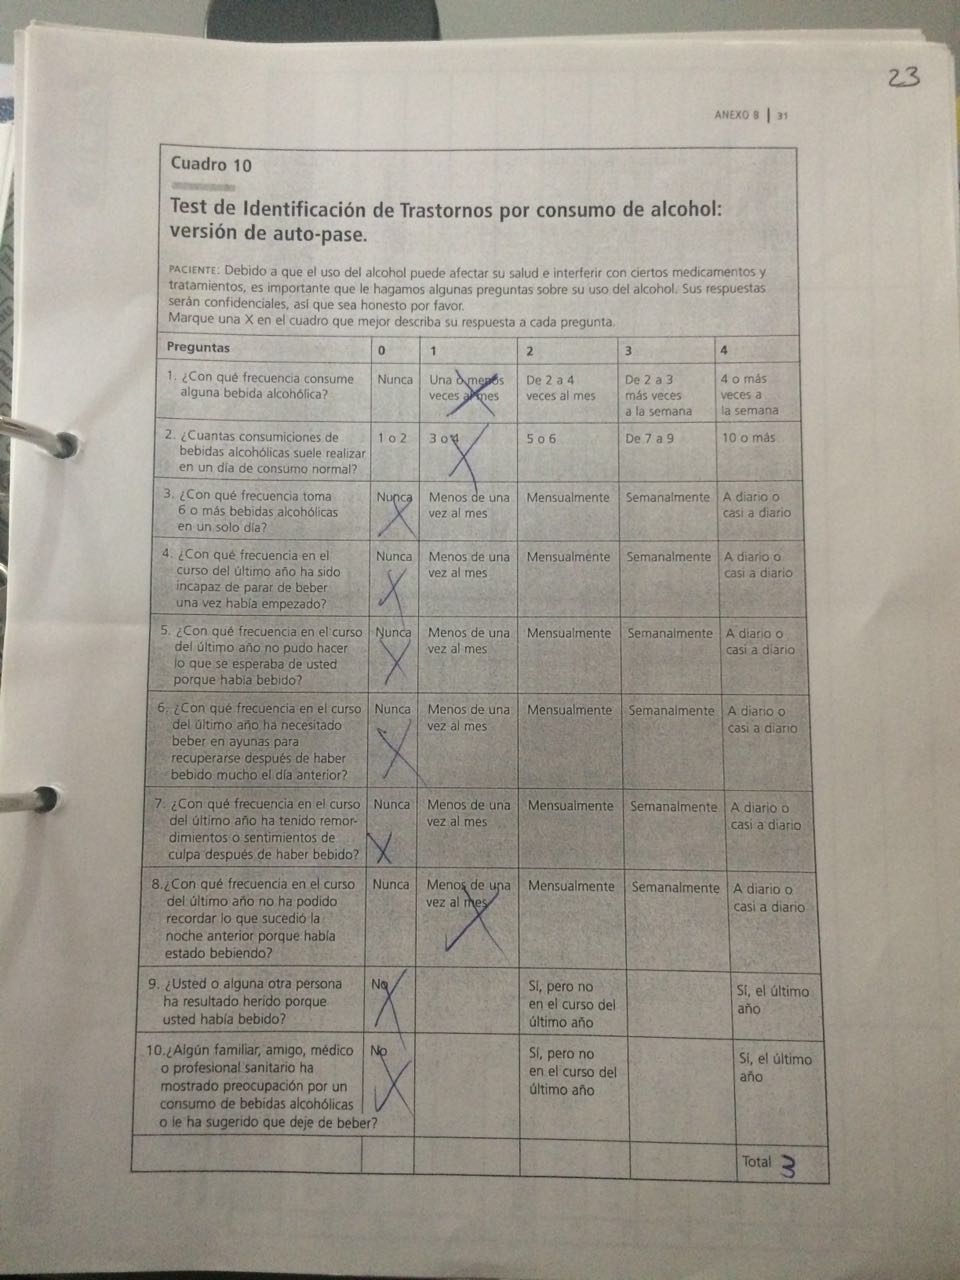 23
ANEXO 8 | 31
Cuadro 10
Test de Identificación de Trastornos por consumo de alcohol:
versión de auto-pase.
PACIENTE: Debido a que el uso del alcohol puede afectar su salud e interferir con ciertos medicamentos y
tratamientos, es importante que le hagamos algunas preguntas sobre su uso del alcohol. Sus respuestas
serán confidenciales, así que sea honesto por favor.
Marque una X en el cuadro que mejor describa su respuesta a cada pregunta.
Preguntas 0 1 2 3 4
1. ¿Con qué frecuencia consume Nunca Una o menos De 2 a 4 De 2 a 3 4 o más
alguna bebida alcohólica? veces al mes veces al mes más veces veces a
a la semana la semana
2. ¿Cuantas consumiciones de 1 o 2 3 o 4 5 o 6 De 7 a 9 10 o más
bebidas alcohólicas suele realizar
en un día de consumo normal?
3. ¿Con qué frecuencia toma Nunca Menos de una Mensualmente Semanalmente A diario o
6 o más bebidas alcohólicas vez al mes casi a diario
en un solo día?
4. ¿Con qué frecuencia en el Nunca Menos de una Mensualmente Semanalmente A diario o
curso del último año ha sido vez al mes casi a diario
incapaz de parar de beber
una vez había empezado?
5. ¿Con qué frecuencia en el curso Nunca Menos de una Mensualmente Semanalmente A diario o
del último año no pudo hacer vez al mes casi a diario
lo que se esperaba de usted
porque había bebido?
6. ¿Con qué frecuencia en el curso Nunca Menos de una Mensualmente Semanalmente A diario o
del último año ha necesitado vez al mes casi a diario
beber en ayunas para
recuperarse después de haber
bebido mucho el día anterior?
7. ¿Con qué frecuencia en el curso Nunca Menos de una Mensualmente Semanalmente A diario o
del último año ha tenido remor- vez al mes casi a diario
dimientos o sentimientos de
culpa después de haber bebido?
8.¿Con qué frecuencia en el curso Nunca Menos de una Mensualmente Semanalmente A diario o
del último año no ha podido vez al mes casi a diario
recordar lo que sucedió la
noche anterior porque había
estado bebiendo?
9. ¿Usted o alguna otra persona No Sí, pero no Sí, el último
ha resultado herido porque en el curso del año
usted había bebido? último año
10.¿Algún familiar, amigo, médico No Sí, pero no Sí, el último
o profesional sanitario ha en el curso del año
mostrado preocupación por un último año
consumo de bebidas alcohólicas
o le ha sugerido que deje de beber?
Total 3